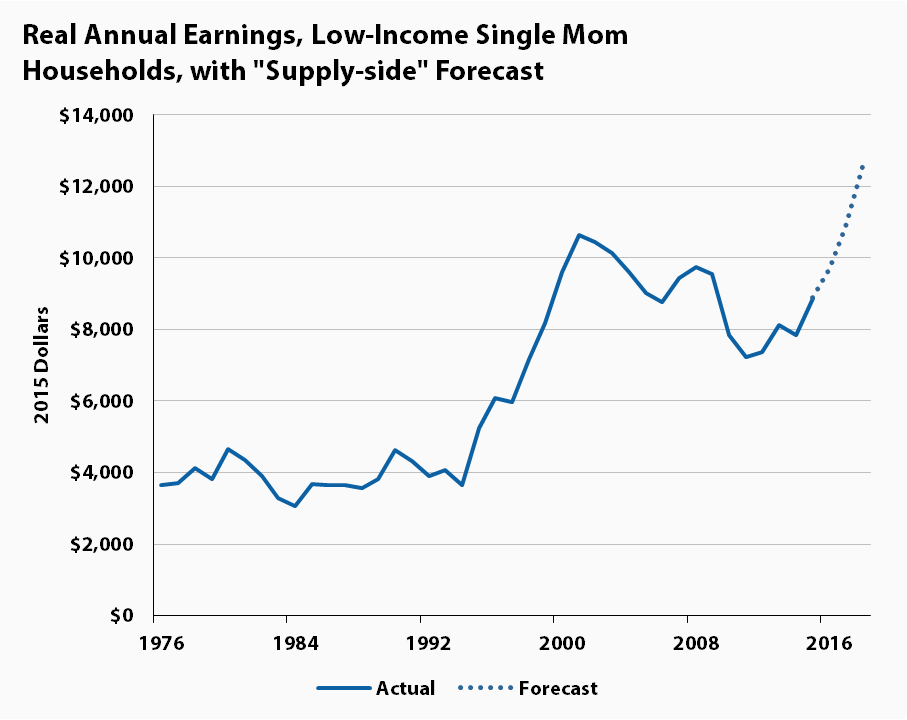 Real Annual Earnings, Low-Income Single Mom
Households, with "Supply-side" Forecast
2015 Dollars
$14,000
$12,000
$10,000
$8,000
$6,000
$4,000
$2,000
$0
1976 1984 1992 2000 2008 2016
Actual Forecast